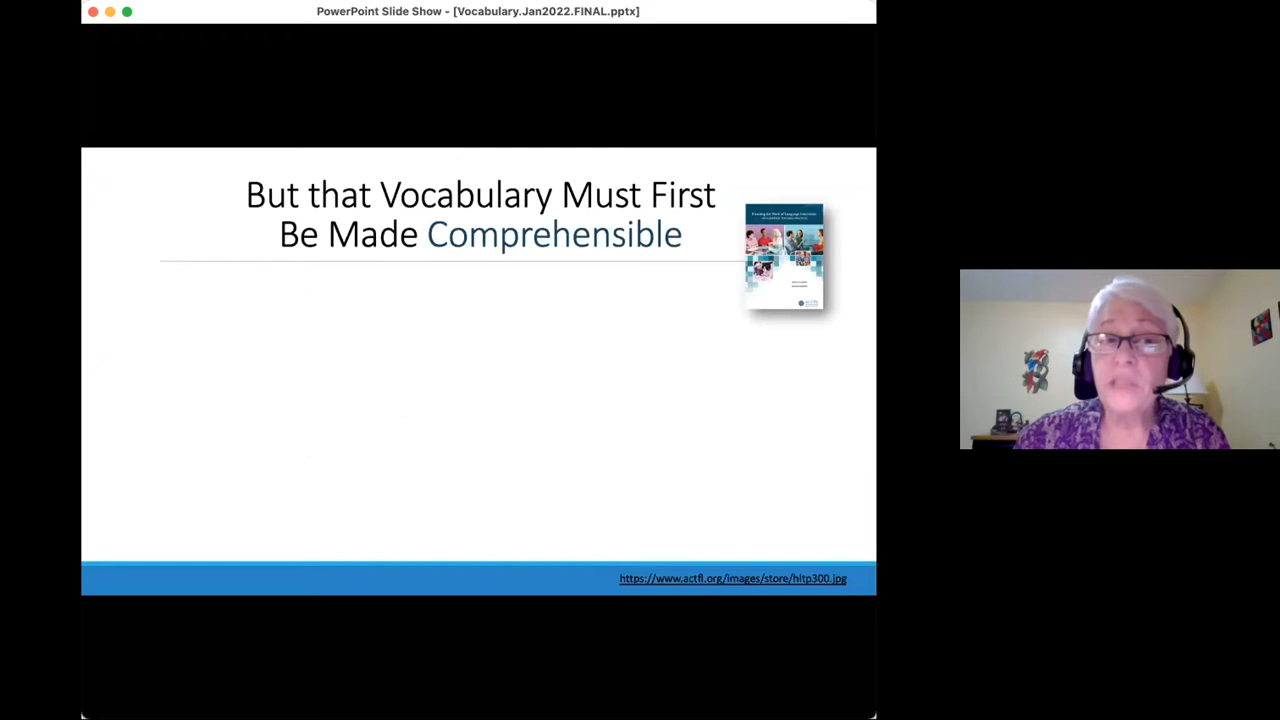 PowerPoint Slide Show - [Vocabulary.Jan2022.FINAL.pptx]
But that Vocabulary Must First
Be Made Comprehensible
https://www.actfl.org/images/store/hltp300.jpg